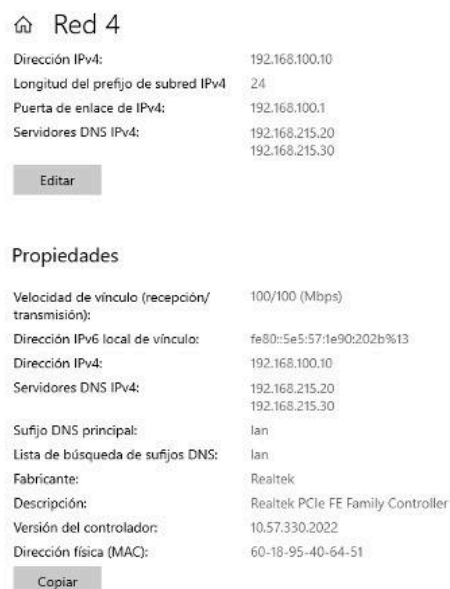 Red 4
Dirección IPv4: 192.168.100.10
Longitud del prefijo de subred IPv4 24
Puerta de enlace de IPv4: 192.168.100.1
Servidores DNS IPv4: 192.168.215.20
192.168.215.30
Editar
Propiedades
Velocidad de vínculo (recepción/ 100/100 (Mbps)
transmisión):
Dirección IPv6 local de vínculo: fe80::5e5:57:1e90:202b%13
Dirección IPv4: 192.168.100.10
Servidores DNS IPv4: 192.168.215.20
192.168.215.30
Sufijo DNS principal: lan
Lista de búsqueda de sufijos DNS: lan
Fabricante: Realtek
Descripción: Realtek PCIe FE Family Controller
Versión del controlador: 10.57.330.2022
Dirección física (MAC): 60-18-95-40-64-51
Copiar